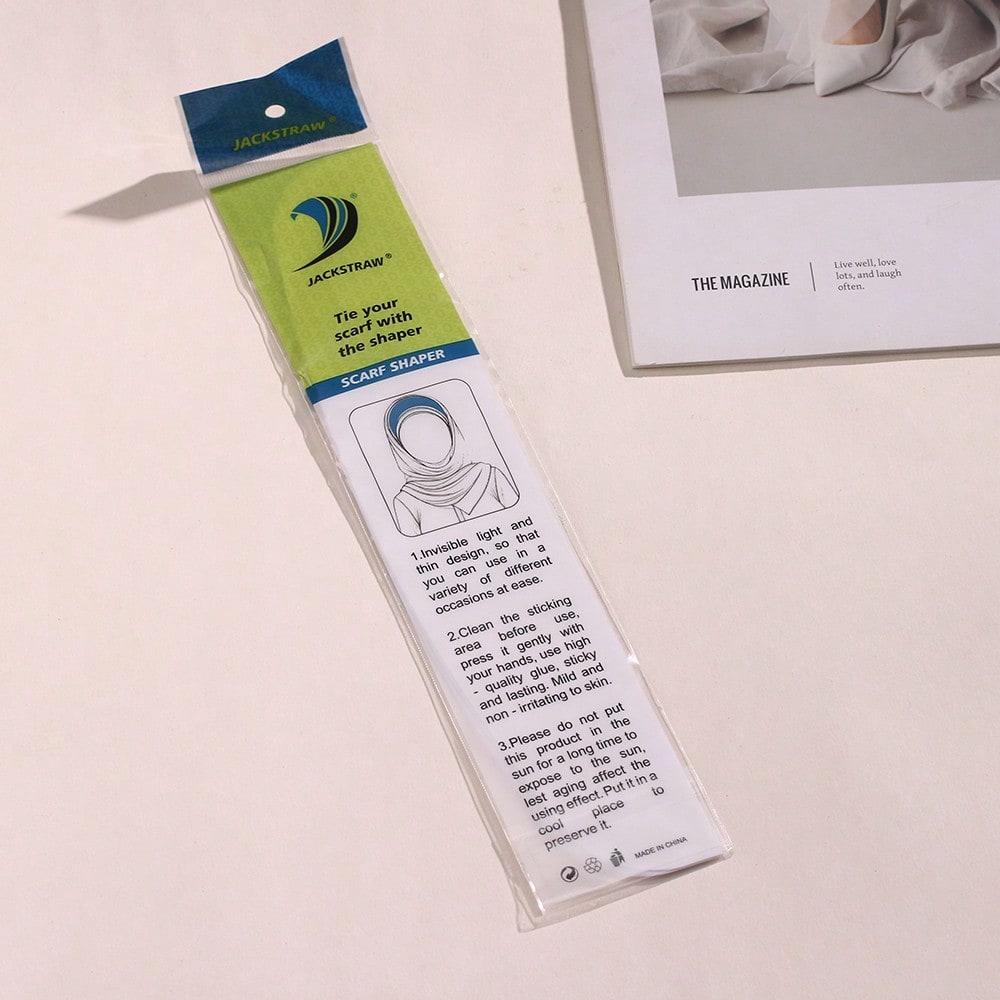 JACKSTRAW®
JACKSTRAW®
Tie your
scarf with
the shaper
SCARF SHAPER
1.Invisible light and
thin design, so that
you can use in a
variety of different
occasions at ease.
2.Clean the sticking
area before use,
press it gently with
your hands, use high
- quality glue, sticky
and lasting. Mild and
non - irritating to skin.
3.Please do not put
this product in the
sun for a long time to
expose to the sun,
lest aging affect the
using effect.Put it in a
cool place to
preserve it.
MADE IN CHINA
THE MAGAZINE
Live well, love
lots, and laugh
often.